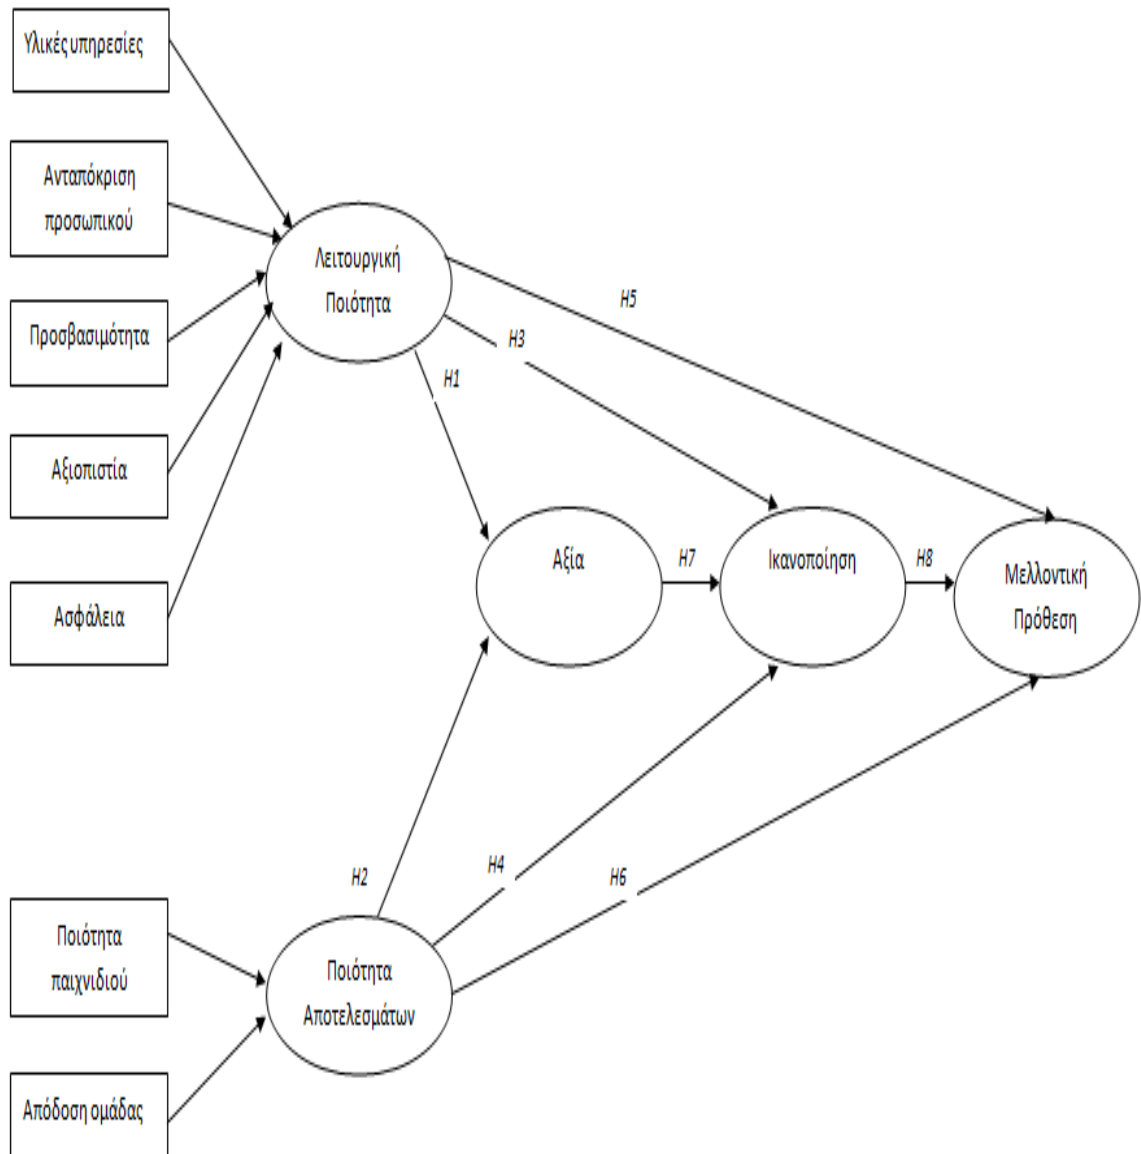 Υλικές υπηρεσίες
Ανταπόκριση
προσωπικού
Προσβασιμότητα
Αξιοπιστία
Ασφάλεια
Λειτουργική
Ποιότητα
H5
H3
H1
Αξία
H7
Ικανοποίηση
H8
Μελλοντική
Πρόθεση
H2
H4
H6
Ποιότητα
παιχνιδιού
Απόδοση ομάδας
Ποιότητα
Αποτελεσμάτων